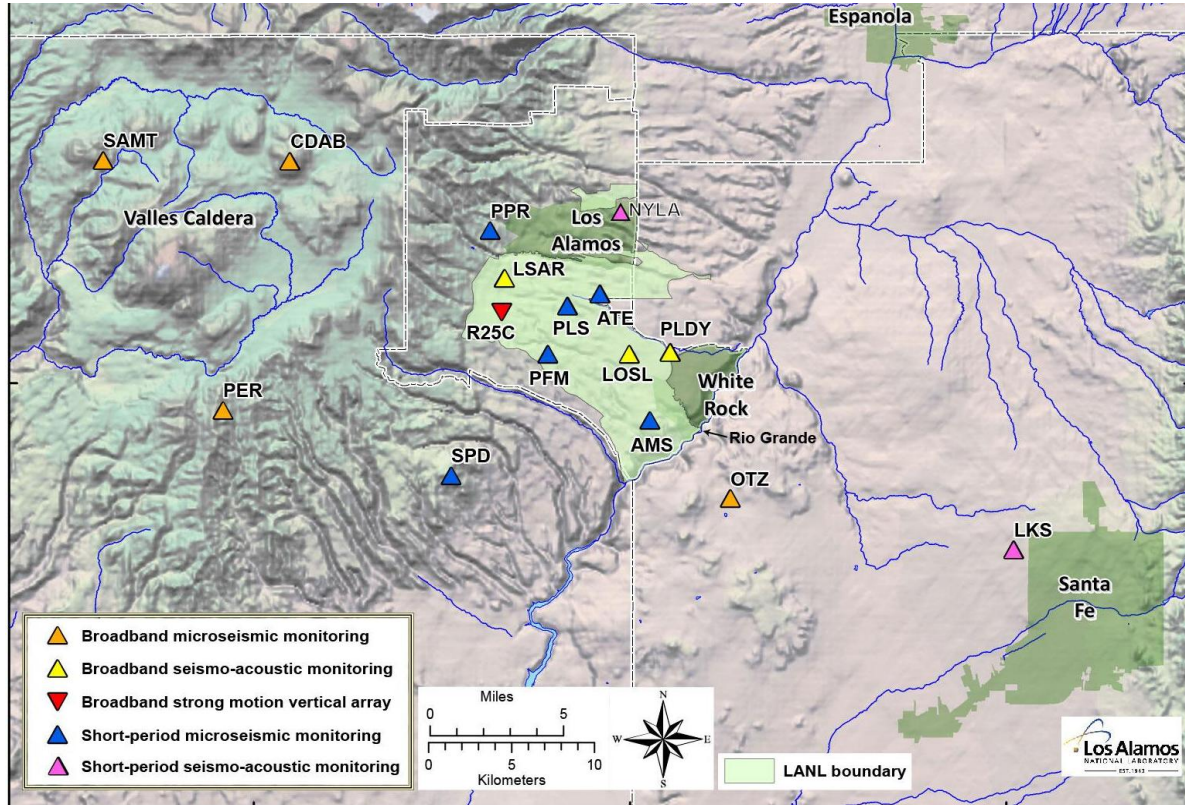 Espanola
SAMT
CDAB
Valles Caldera
PPR
Los
Alamos
NYLA
LSAR
R25C
PLS
ATE
PFM
LOSL
PLDY
White
Rock
AMS
Rio Grande
PER
SPD
OTZ
LKS
Santa
Fe
Broadband microseismic monitoring
Broadband seismo-acoustic monitoring
Broadband strong motion vertical array
Short-period microseismic monitoring
Short-period seismo-acoustic monitoring
Miles
0 5
0 5 10
Kilometers
N
W E
S
LANL boundary
Los Alamos
NATIONAL LABORATORY
EST. 1943